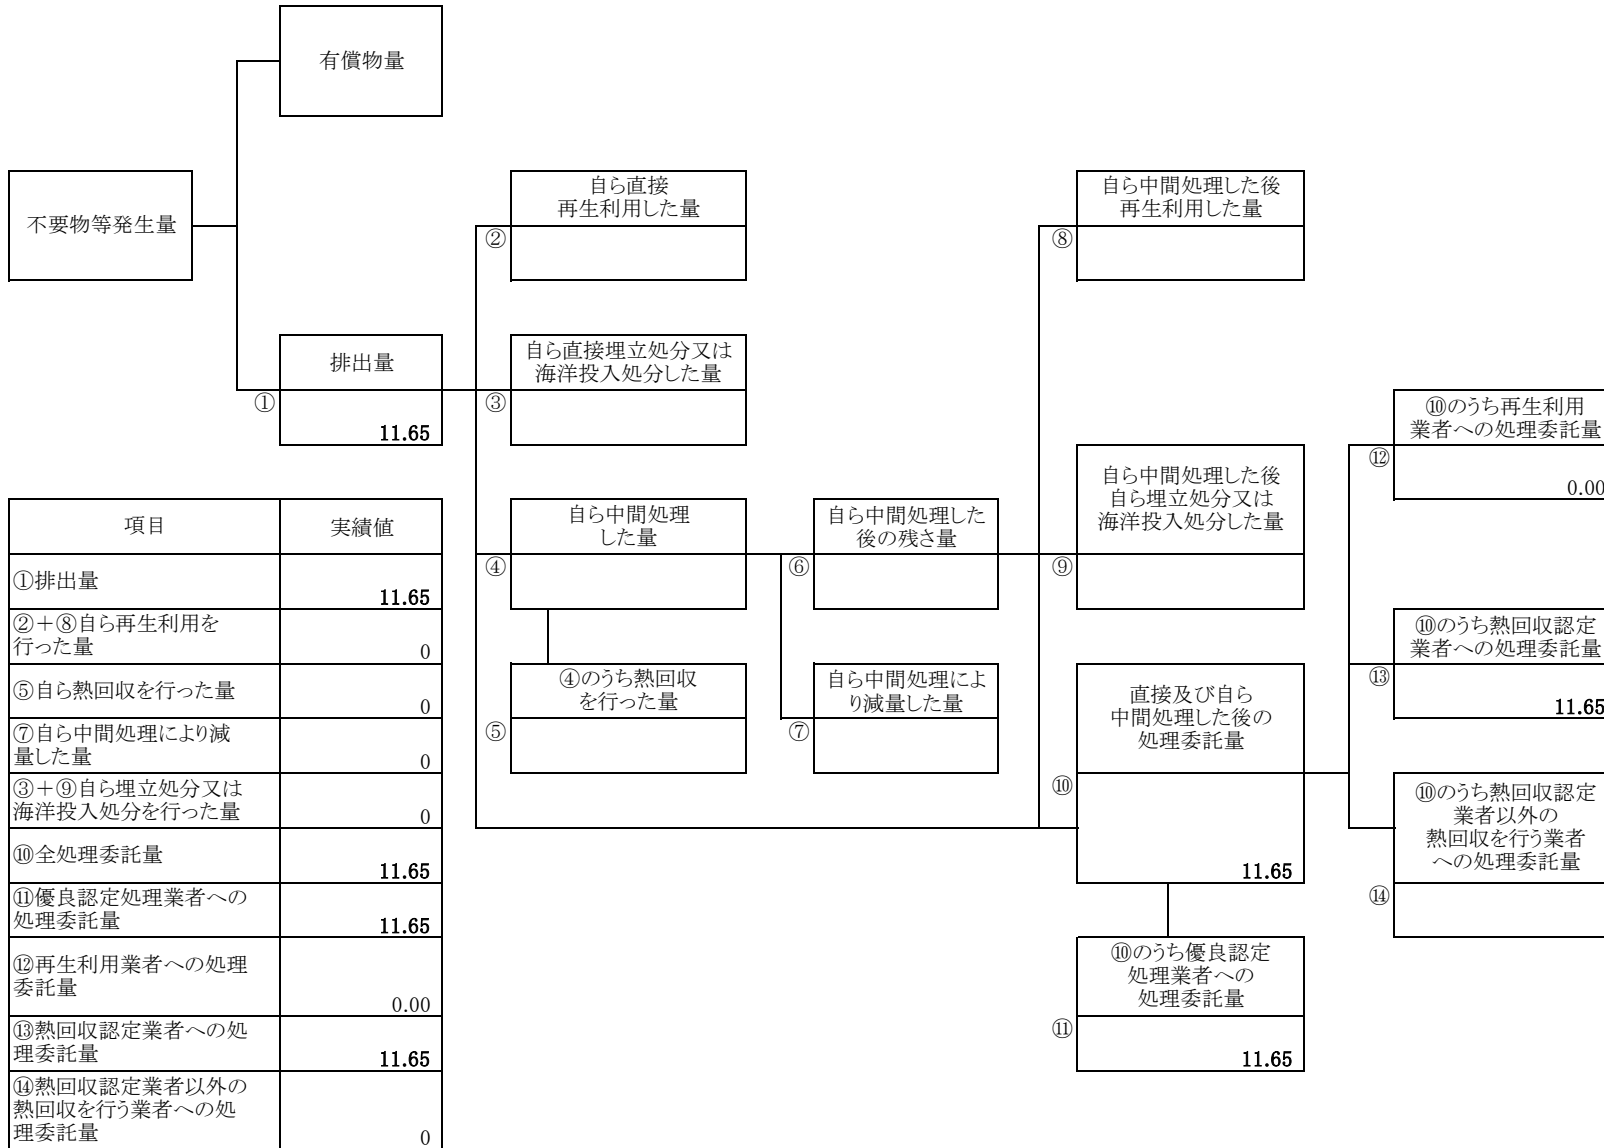 有償物量
不要物等発生量
自ら直接
再生利用した量
②
自ら中間処理した後
再生利用した量
⑧
排出量
①
11.65
自ら直接埋立処分又は
海洋投入処分した量
③
⑩のうち再生利用
業者への処理委託量
⑫
0.00
自ら中間処理
した量
④
自ら中間処理した
後の残さ量
⑥
自ら中間処理した後
自ら埋立処分又は
海洋投入処分した量
⑨
⑩のうち熱回収認定
業者への処理委託量
⑬
11.65
④のうち熱回収
を行った量
⑤
自ら中間処理によ
り減量した量
⑦
直接及び自ら
中間処理した後の
処理委託量
⑩
11.65
⑩のうち熱回収認定
業者以外の
熱回収を行う業者
への処理委託量
⑭
⑩のうち優良認定
処理業者への
処理委託量
⑪
11.65
項目 実績値
①排出量
11.65
②+⑧自ら再生利用を
行った量
0
⑤自ら熱回収を行った量
0
⑦自ら中間処理により減
量した量
0
③+⑨自ら埋立処分又は
海洋投入処分を行った量
0
⑩全処理委託量
11.65
⑪優良認定処理業者への
処理委託量
11.65
⑫再生利用業者への処理
委託量
0.00
⑬熱回収認定業者への処
理委託量
11.65
⑭熱回収認定業者以外の
熱回収を行う業者への処
理委託量
0